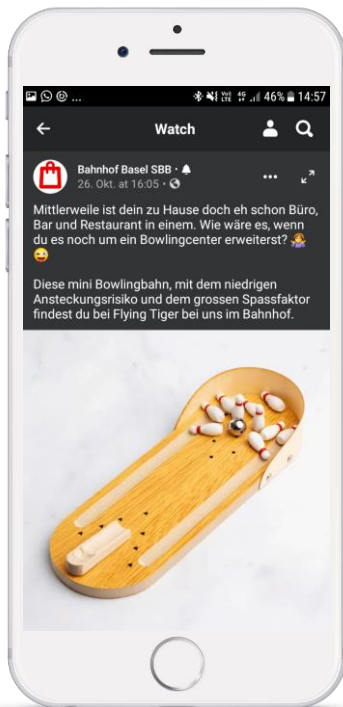 ... VoI) LTE 4G 46% 14:57
Watch
Bahnhof Basel SBB ·
26. Okt. at 16:05 ·
...
Mittlerweile ist dein zu Hause doch eh schon Büro,
Bar und Restaurant in einem. Wie wäre es, wenn
du es noch um ein Bowlingcenter erweiterst? 🤷‍♀️
😜
Diese mini Bowlingbahn, mit dem niedrigen
Ansteckungsrisiko und dem grossen Spassfaktor
findest du bei Flying Tiger bei uns im Bahnhof.